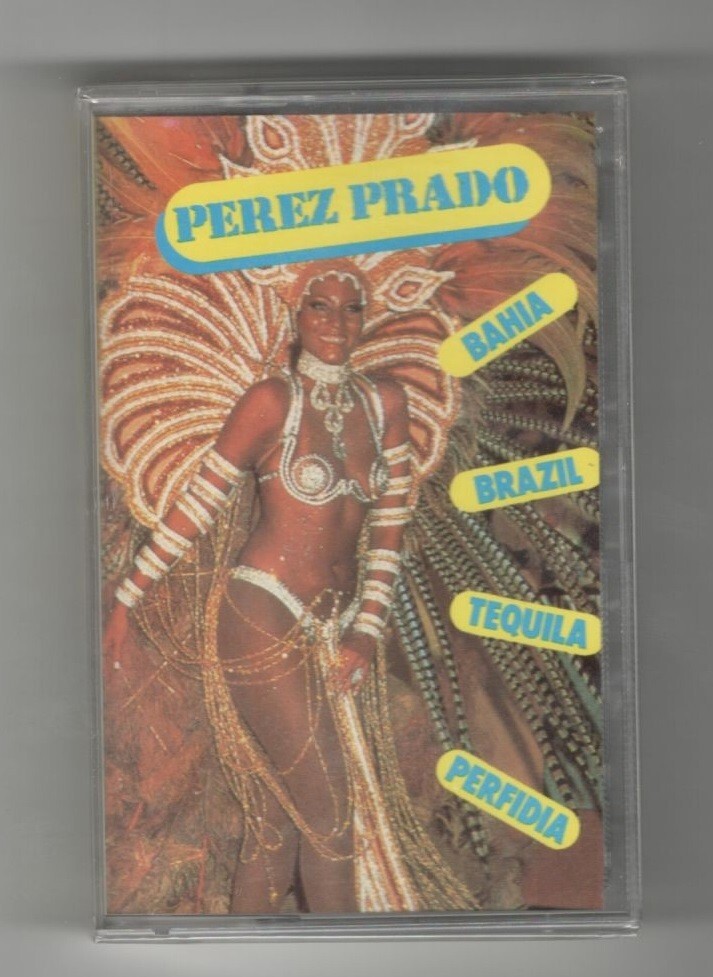 PEREZ PRADO
BAHIA
BRAZIL
TEQUILA
PERFIDIA